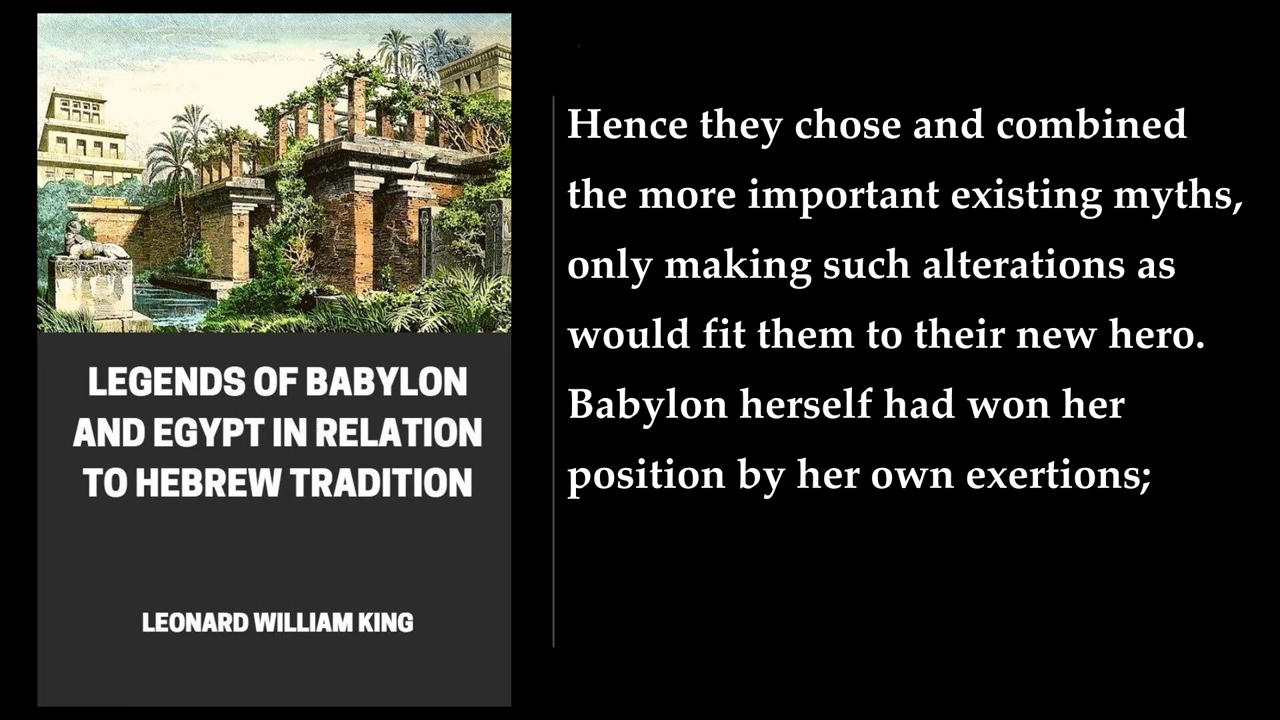 LEGENDS OF BABYLON
AND EGYPT IN RELATION
TO HEBREW TRADITION
LEONARD WILLIAM KING
Hence they chose and combined
the more important existing myths,
only making such alterations as
would fit them to their new hero.
Babylon herself had won her
position by her own exertions;